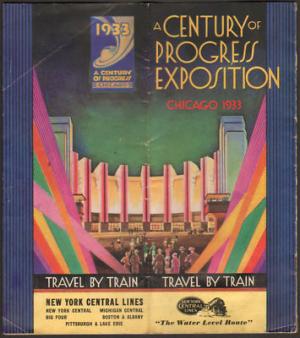 1933
A CENTURY
OF PROGRESS
CHICAGO
A CENTURY OF
PROGRESS
EXPOSITION
CHICAGO 1933
TRAVEL BY TRAIN
NEW YORK CENTRAL LINES
NEW YORK CENTRAL MICHIGAN CENTRAL
BIG FOUR BOSTON & ALBANY
PITTSBURGH & LAKE ERIE
TRAVEL BY TRAIN
NEW YORK
CENTRAL
LINES
"The Water Level Route"